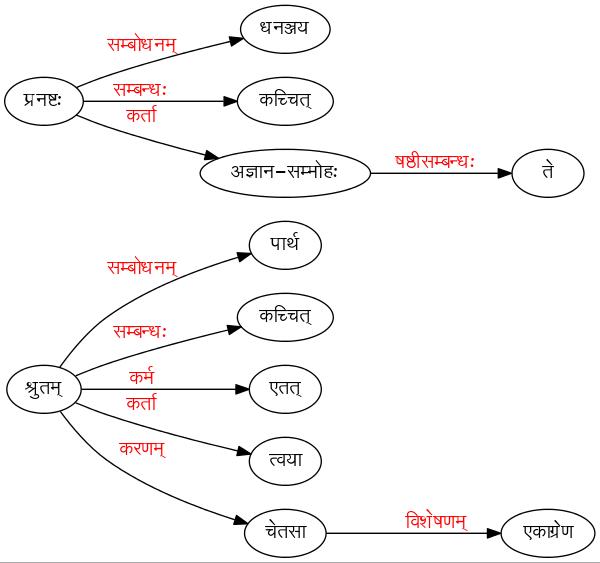 धनञ्जय
सम्बोधनम्
प्रनष्टः
सम्बन्धः
कच्चित्
कर्ता
अज्ञान-सम्मोहः
षष्ठीसम्बन्धः
ते
पार्थ
सम्बोधनम्
सम्बन्धः
कच्चित्
श्रुतम्
कर्म
एतत्
कर्ता
त्वया
करणम्
चेतसा
विशेषणम्
एकाग्रेण